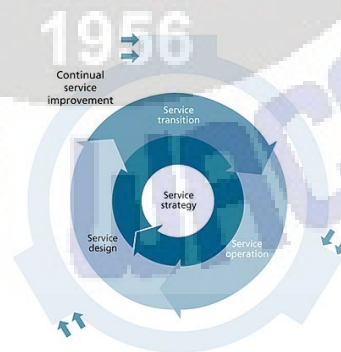 1956
Continual
service
improvement
Service
transition
Service
strategy
Service
design
Service
operation